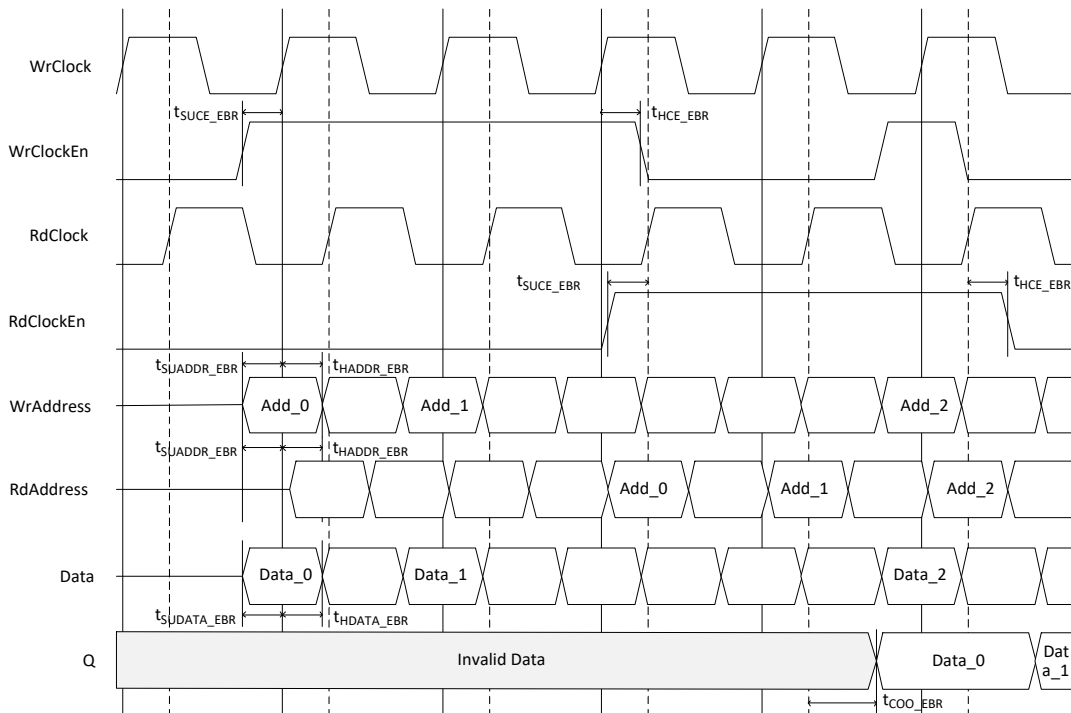 WrClock
tSUCE_EBR
tHCE_EBR
WrClockEn
RdClock
tSUCE_EBR
tHCE_EBR
RdClockEn
tSUADDR_EBR
tHADDR_EBR
WrAddress
Add_0
Add_1
Add_2
tSUADDR_EBR
tHADDR_EBR
RdAddress
Add_0
Add_1
Add_2
Data
Data_0
Data_1
Data_2
tSUDATA_EBR
tHDATA_EBR
Q
Invalid Data
Data_0
Dat
a_1
tCOO_EBR